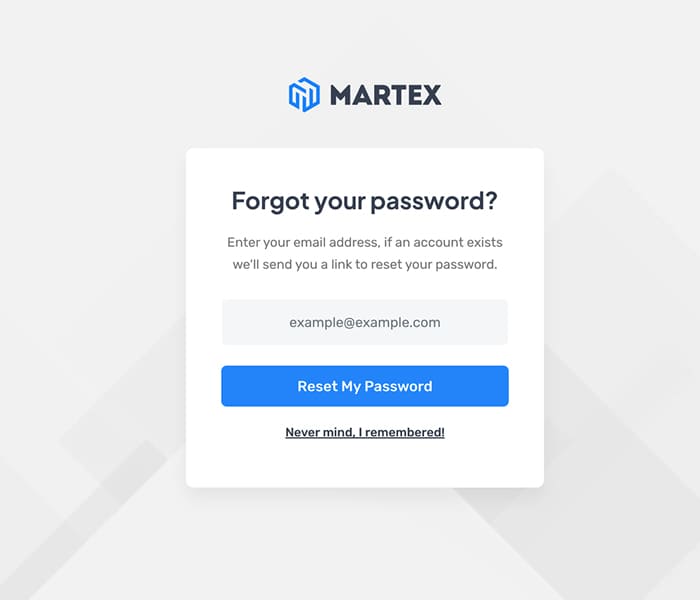 MARTEX
Forgot your password?
Enter your email address, if an account exists
we'll send you a link to reset your password.
example@example.com
Reset My Password
Never mind, I remembered!